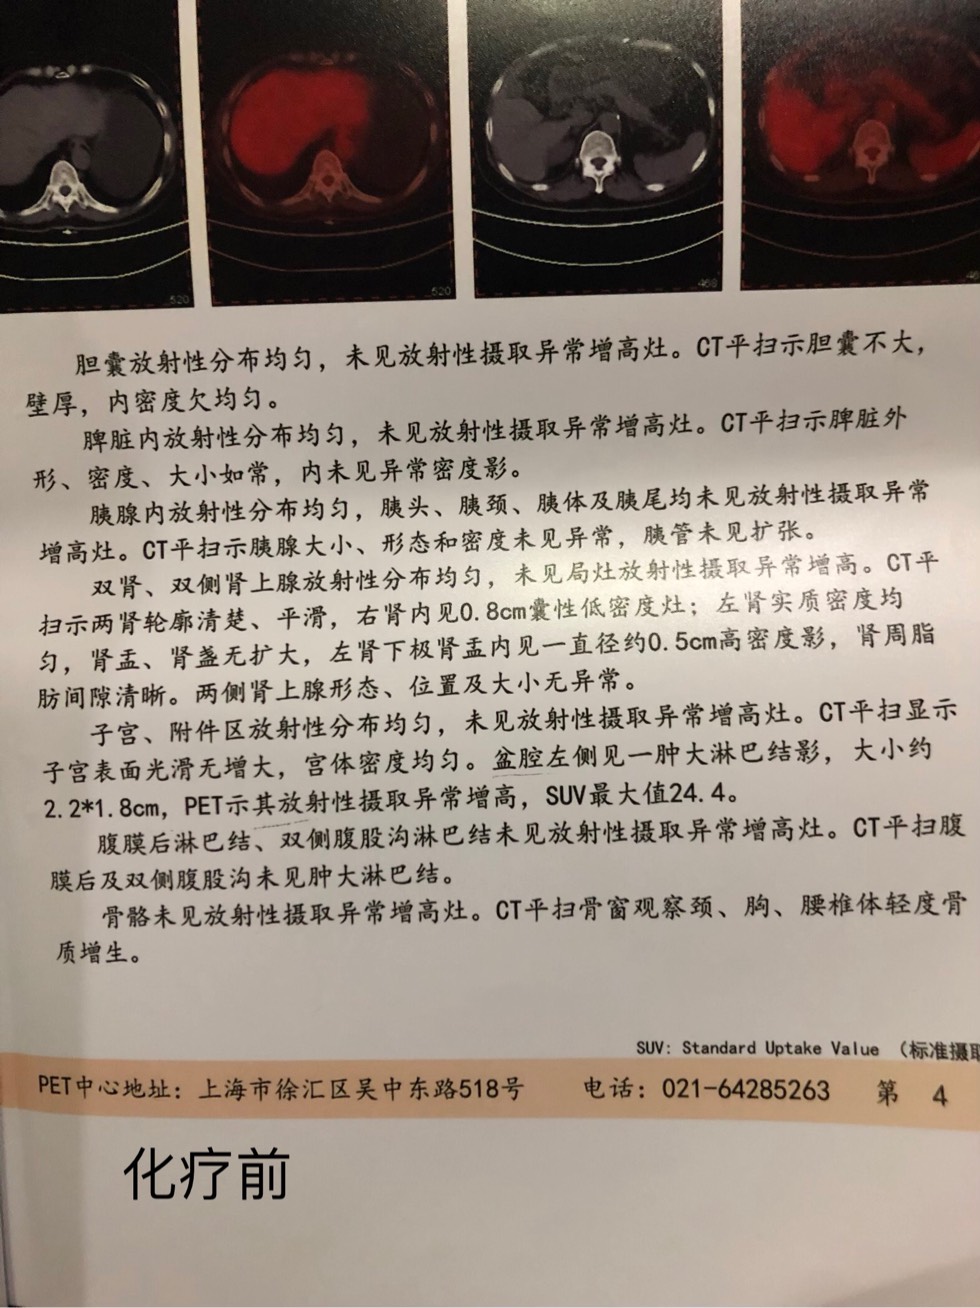 520
520
460
胆囊放射性分布均匀，未见放射性摄取异常增高灶。CT平扫示胆囊不大，
壁厚，内密度欠均匀。
脾脏内放射性分布均匀，未见放射性摄取异常增高灶。CT平扫示脾脏外
形、密度、大小如常，内未见异常密度影。
胰腺内放射性分布均匀，胰头、胰颈、胰体及胰尾均未见放射性摄取异常
增高灶。CT平扫示胰腺大小、形态和密度未见异常，胰管未见扩张。
双肾、双侧肾上腺放射性分布均匀，未见局灶放射性摄取异常增高。CT平
扫示两肾轮廓清楚、平滑，右肾内见0.8cm囊性低密度灶；左肾实质密度均
匀，肾盂、肾盏无扩大，左肾下极肾盂内见一直径约0.5cm高密度影，肾周脂
肪间隙清晰。两侧肾上腺形态、位置及大小无异常。
子宫、附件区放射性分布均匀，未见放射性摄取异常增高灶。CT平扫显示
子宫表面光滑无增大，宫体密度均匀。盆腔左侧见一肿大淋巴结影，大小约
2.2*1.8cm，PET示其放射性摄取异常增高，SUV最大值24.4。
腹膜后淋巴结、双侧腹股沟淋巴结未见放射性摄取异常增高灶。CT平扫腹
膜后及双侧腹股沟未见肿大淋巴结。
骨骼未见放射性摄取异常增高灶。CT平扫骨窗观察颈、胸、腰椎体轻度骨
质增生。
SUV: Standard Uptake Value （标准摄取
PET中心地址：上海市徐汇区吴中东路518号 电话：021-64285263 第 4
化疗前